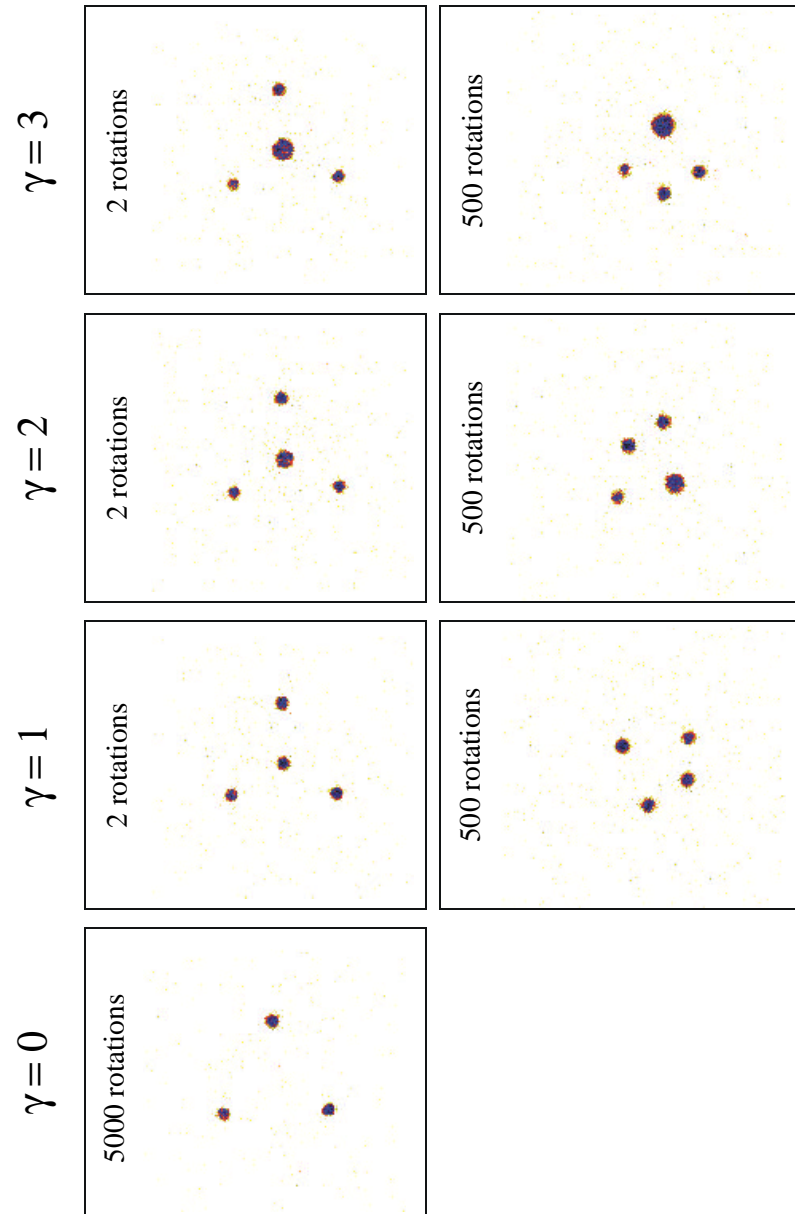 γ = 0
γ = 1
γ = 2
γ = 3
5000 rotations
2 rotations
2 rotations
2 rotations
500 rotations
500 rotations
500 rotations